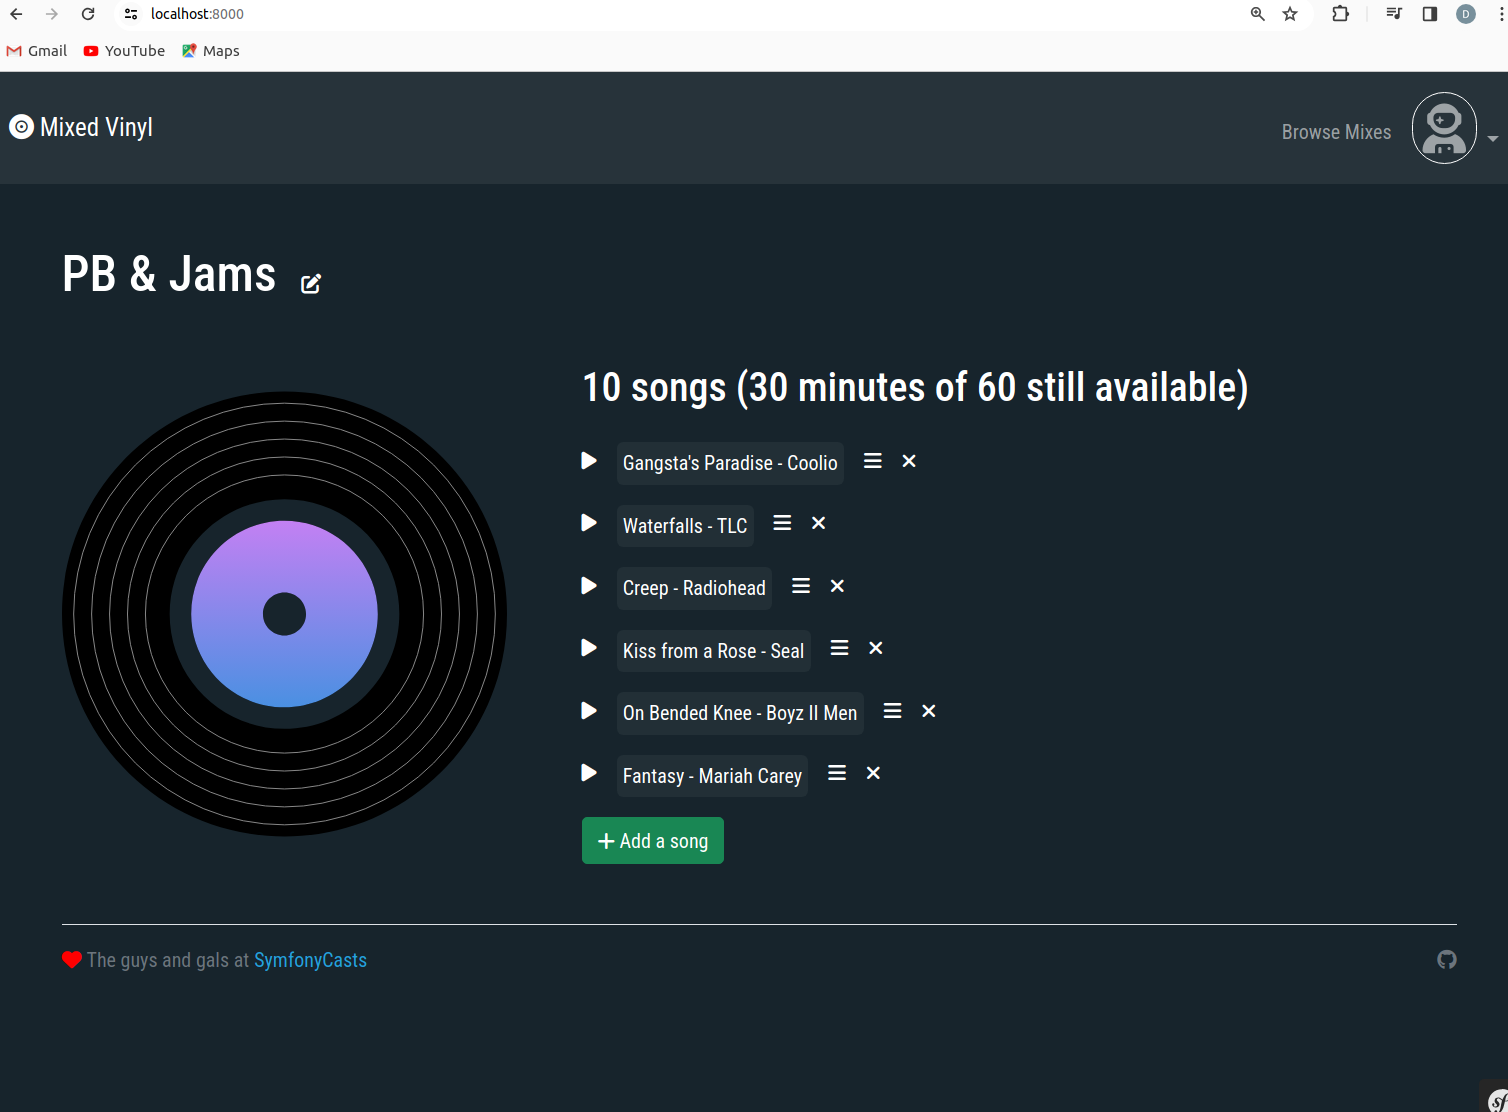 localhost:8000
Gmail YouTube Maps
Mixed Vinyl
Browse Mixes
PB & Jams
10 songs (30 minutes of 60 still available)
Gangsta's Paradise - Coolio
Waterfalls - TLC
Creep - Radiohead
Kiss from a Rose - Seal
On Bended Knee - Boyz II Men
Fantasy - Mariah Carey
Add a song
The guys and gals at SymfonyCasts
D
sf